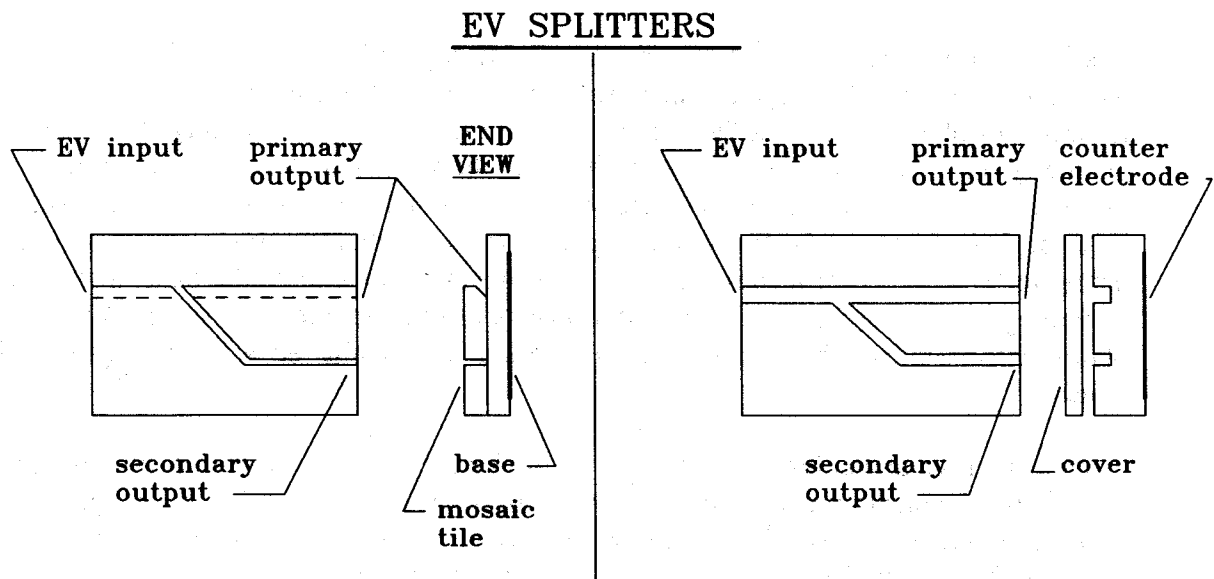 EV SPLITTERS
EV input
primary
output
END
VIEW
secondary
output
base
mosaic
tile
EV input
primary
output
counter
electrode
secondary
output
cover